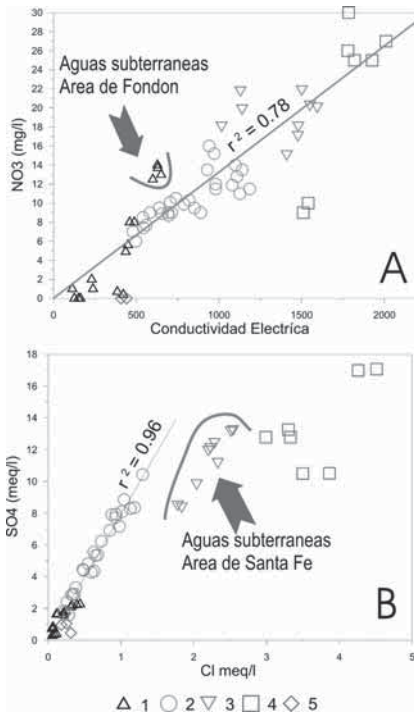 30
28
26
24
22
20
18
16
14
12
10
8
6
4
2
0
NO3 (mg/l)
Aguas subterraneas
Area de Fondon
r² = 0.78
A
0 500 1000 1500 2000
Conductividad Electrica
18
16
14
12
10
8
6
4
2
0
SO4 (meq/l)
r² = 0.96
Aguas subterraneas
Area de Santa Fe
B
0 1 2 3 4 5
Cl meq/l
1 2 3 4 5